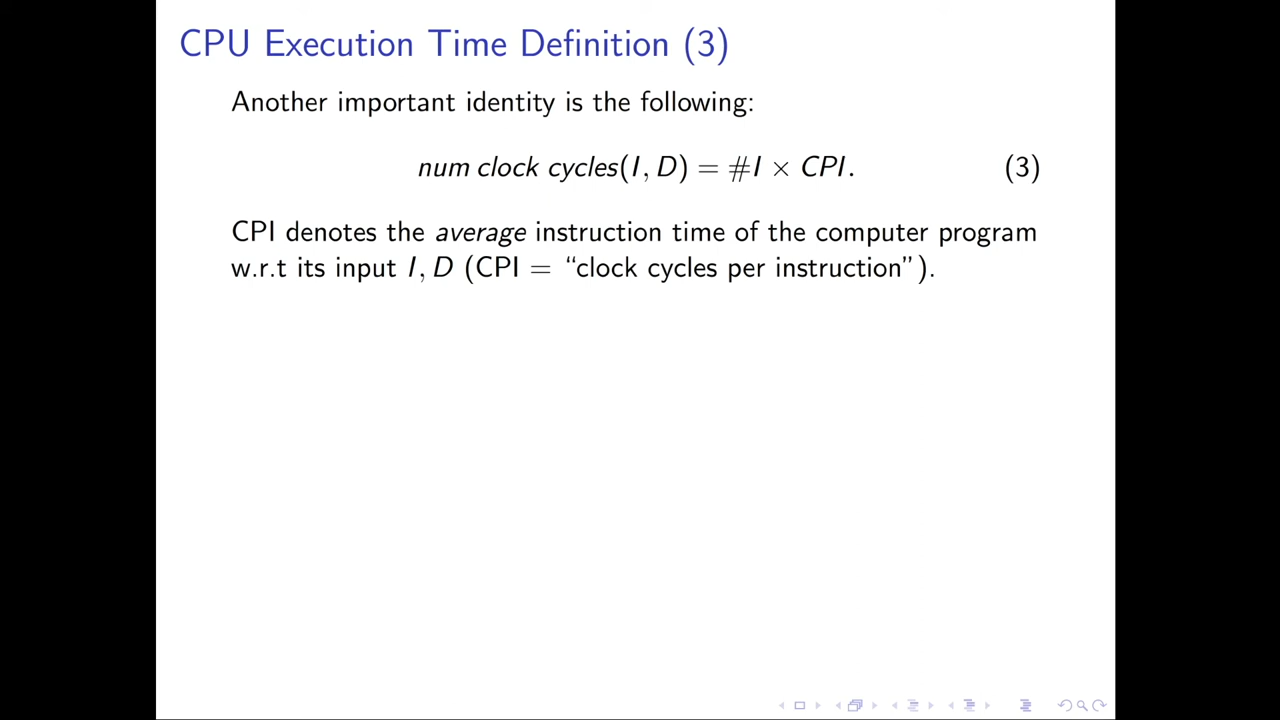 CPU Execution Time Definition (3)
Another important identity is the following:
num clock cycles(I, D) = #I × CPI. (3)
CPI denotes the average instruction time of the computer program
w.r.t its input I, D (CPI = “clock cycles per instruction”).